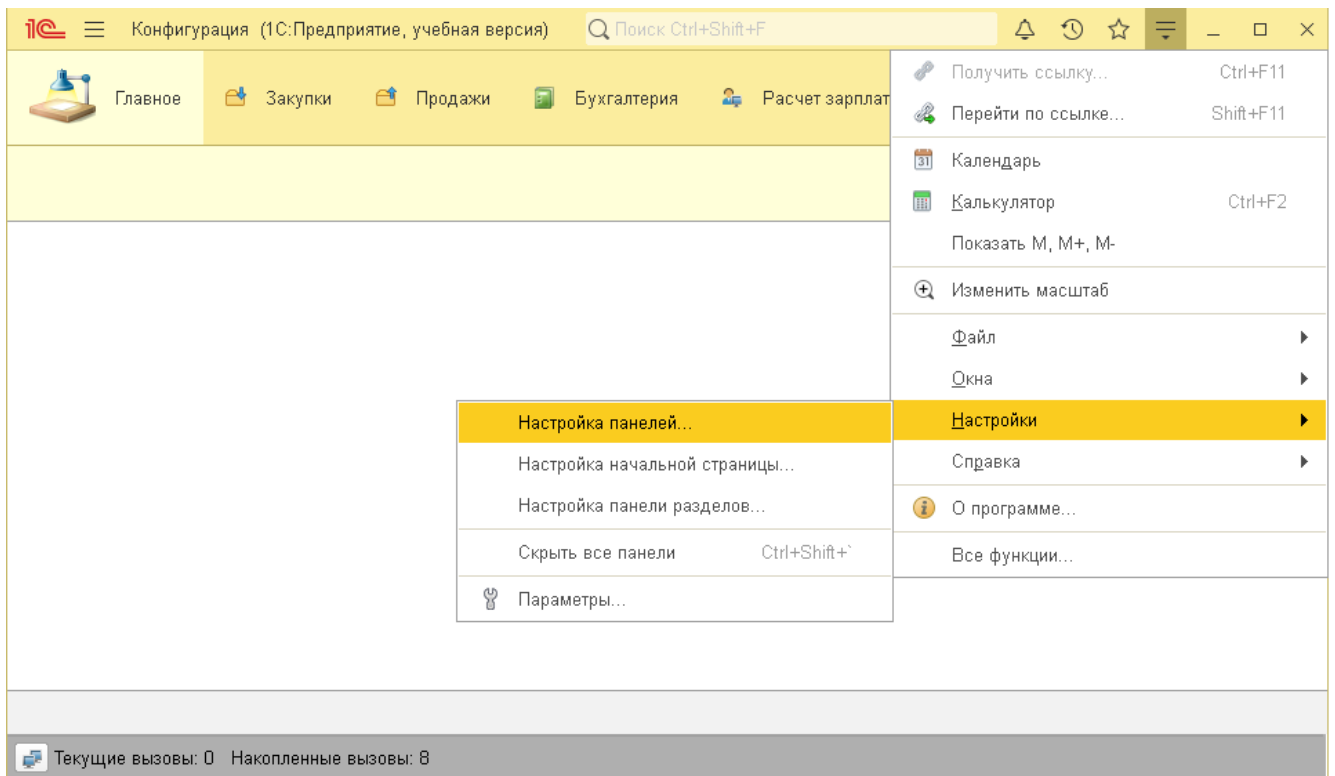 1С Конфигурация (1С:Предприятие, учебная версия) Поиск Ctrl+Shift+F
Главное Закупки Продажи Бухгалтерия Расчет зарплат
Получить ссылку... Ctrl+F11
Перейти по ссылке... Shift+F11
31 Календарь
Калькулятор Ctrl+F2
Показать M, M+, M-
Изменить масштаб
Файл
Окна
Настройки
Справка
О программе...
Все функции...
Настройка панелей...
Настройка начальной страницы...
Настройка панели разделов...
Скрыть все панели Ctrl+Shift+`
Параметры...
Текущие вызовы: 0 Накопленные вызовы: 8